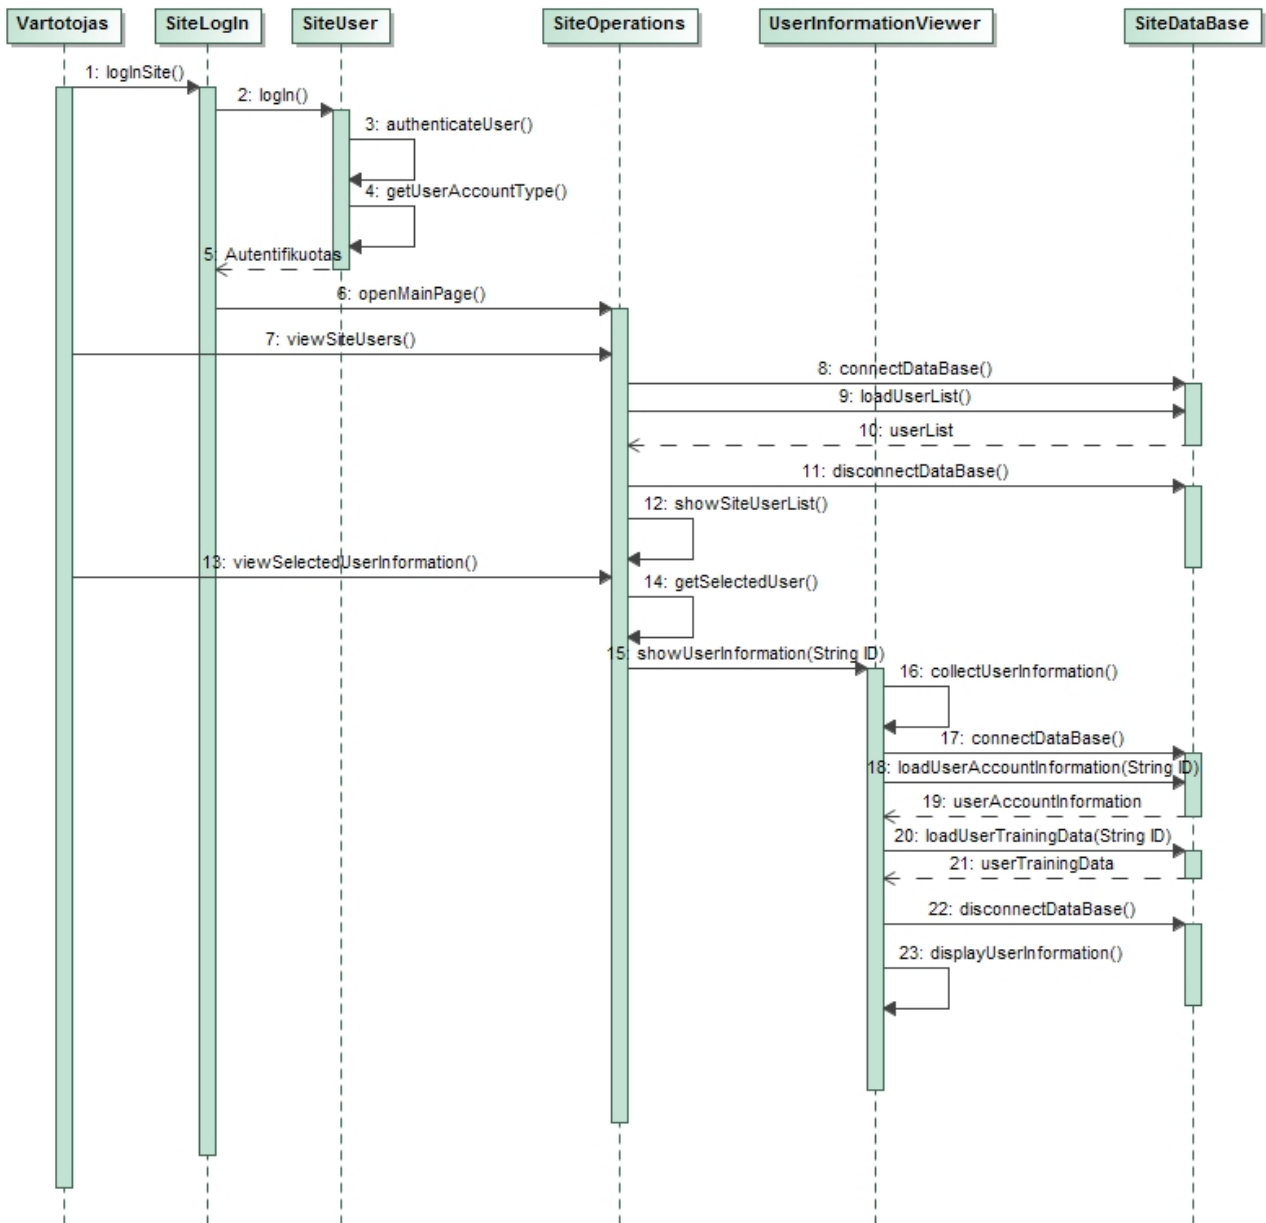 Vartotojas
SiteLogIn
SiteUser
SiteOperations
UserInformationViewer
SiteDataBase
1: logInSite()
2: logIn()
3: authenticateUser()
4: getUserAccountType()
5: Autentifikuotas
6: openMainPage()
7: viewSiteUsers()
8: connectDataBase()
9: loadUserList()
10: userList
11: disconnectDataBase()
12: showSiteUserList()
13: viewSelectedUserInformation()
14: getSelectedUser()
15: showUserInformation(String ID)
16: collectUserInformation()
17: connectDataBase()
18: loadUserAccountInformation(String ID)
19: userAccountInformation
20: loadUserTrainingData(String ID)
21: userTrainingData
22: disconnectDataBase()
23: displayUserInformation()